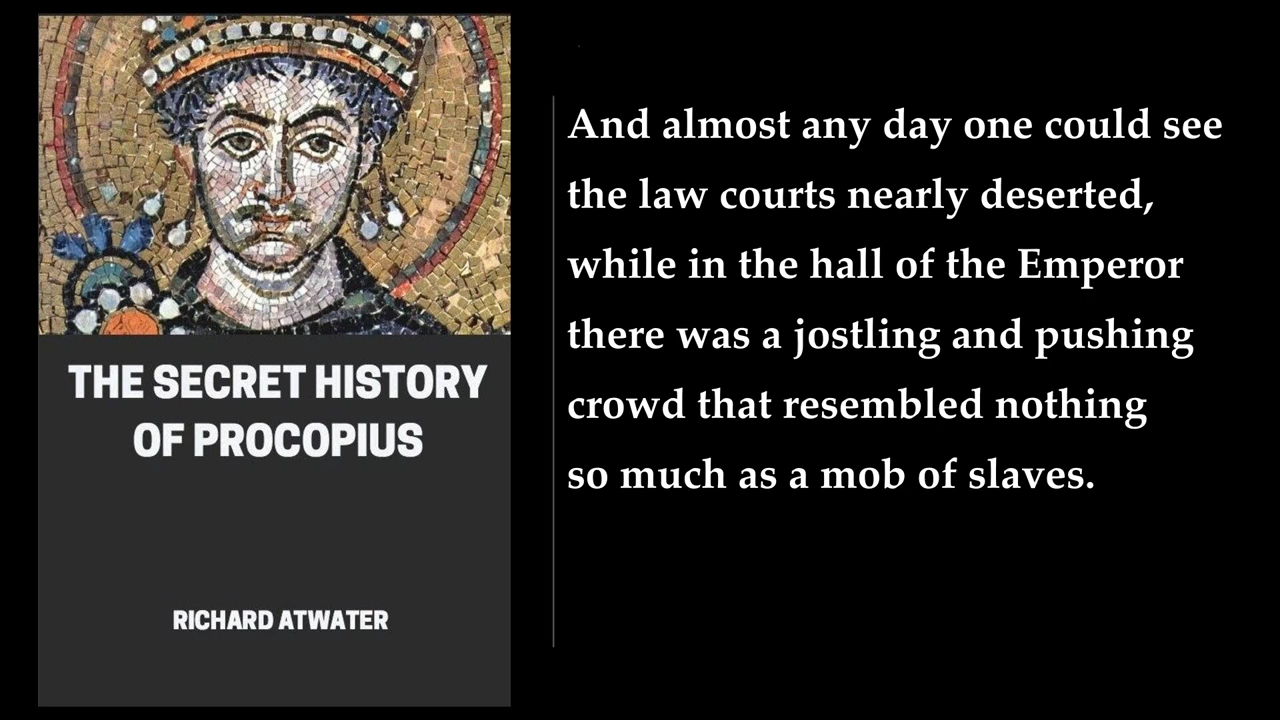 THE SECRET HISTORY
OF PROCOPIUS
RICHARD ATWATER
And almost any day one could see
the law courts nearly deserted,
while in the hall of the Emperor
there was a jostling and pushing
crowd that resembled nothing
so much as a mob of slaves.